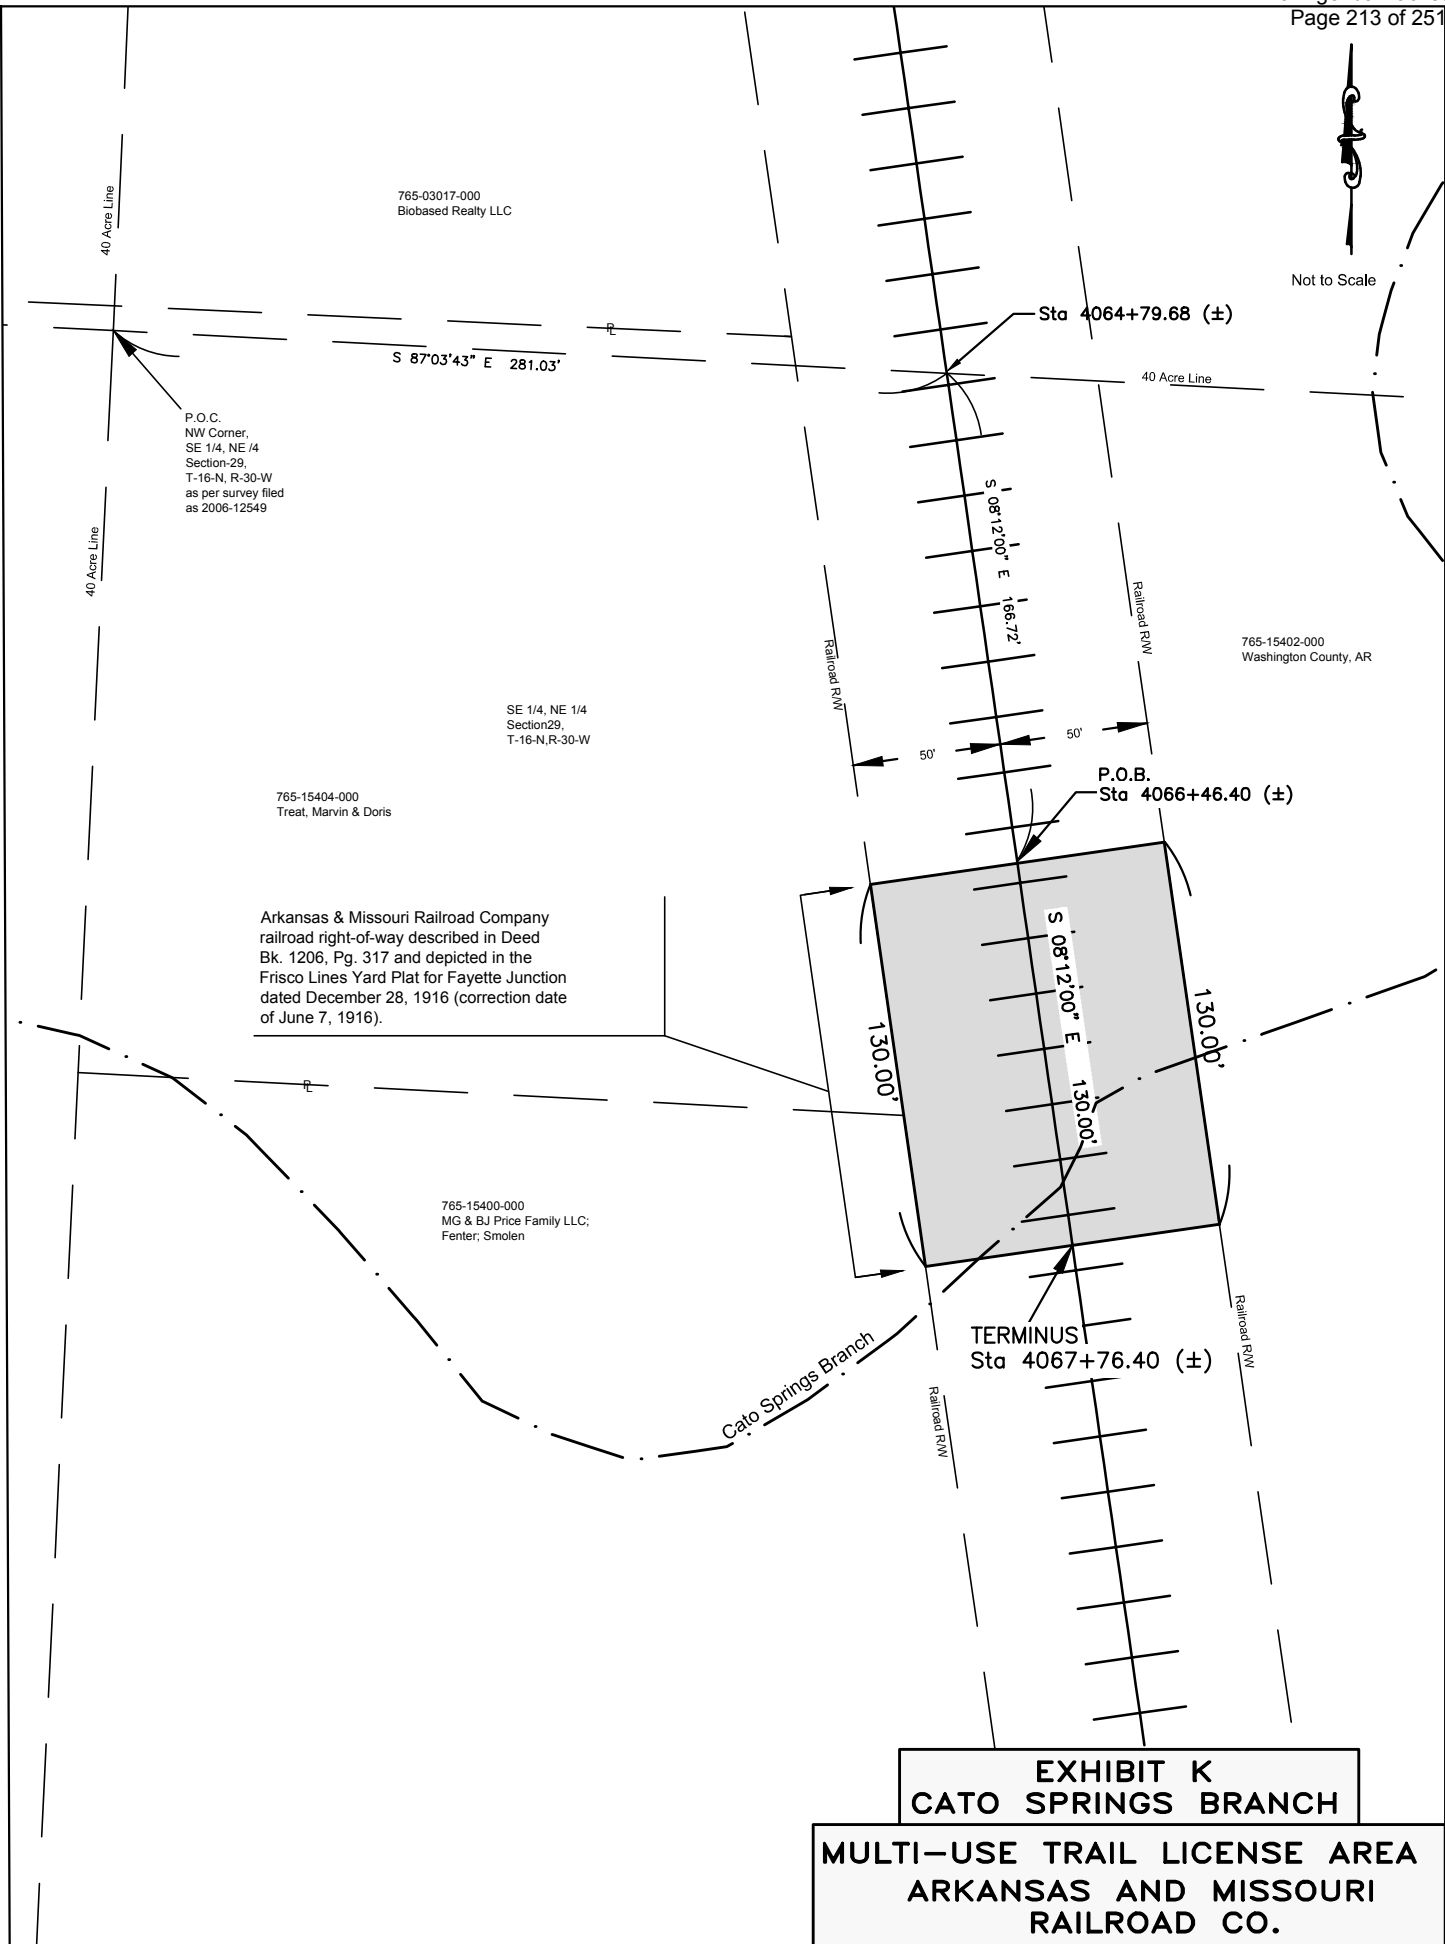 Page 213 of 251
Not to Scale
40 Acre Line
765-03017-000
Biobased Realty LLC
Sta 4064+79.68 (±)
S 87°03'43" E 281.03'
40 Acre Line
P.O.C.
NW Corner,
SE 1/4, NE /4
Section-29,
T-16-N, R-30-W
as per survey filed
as 2006-12549
40 Acre Line
S 08°12'00" E 166.72'
Railroad R/W
Railroad R/W
765-15402-000
Washington County, AR
SE 1/4, NE 1/4
Section29,
T-16-N,R-30-W
50'
50'
P.O.B.
Sta 4066+46.40 (±)
765-15404-000
Treat, Marvin & Doris
Arkansas & Missouri Railroad Company
railroad right-of-way described in Deed
Bk. 1206, Pg. 317 and depicted in the
Frisco Lines Yard Plat for Fayette Junction
dated December 28, 1916 (correction date
of June 7, 1916).
S 08°12'00" E 130.00'
130.00'
130.00'
765-15400-000
MG & BJ Price Family LLC;
Fenter; Smolen
TERMINUS
Sta 4067+76.40 (±)
Cato Springs Branch
Railroad R/W
Railroad R/W
EXHIBIT K
CATO SPRINGS BRANCH
MULTI-USE TRAIL LICENSE AREA
ARKANSAS AND MISSOURI
RAILROAD CO.